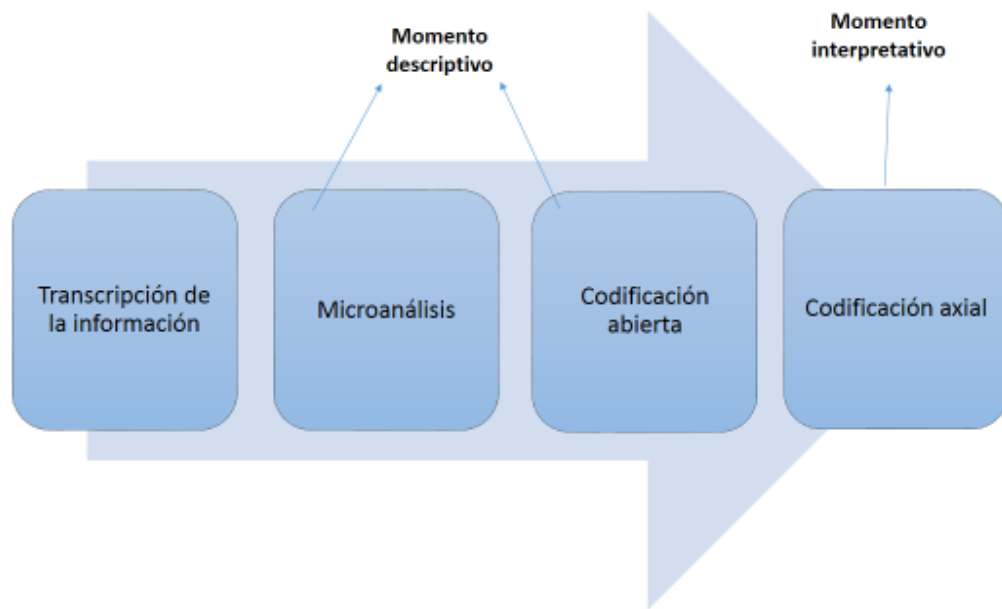 Momento
descriptivo
Momento
interpretativo
Transcripción de
la información
Microanálisis
Codificación
abierta
Codificación axial